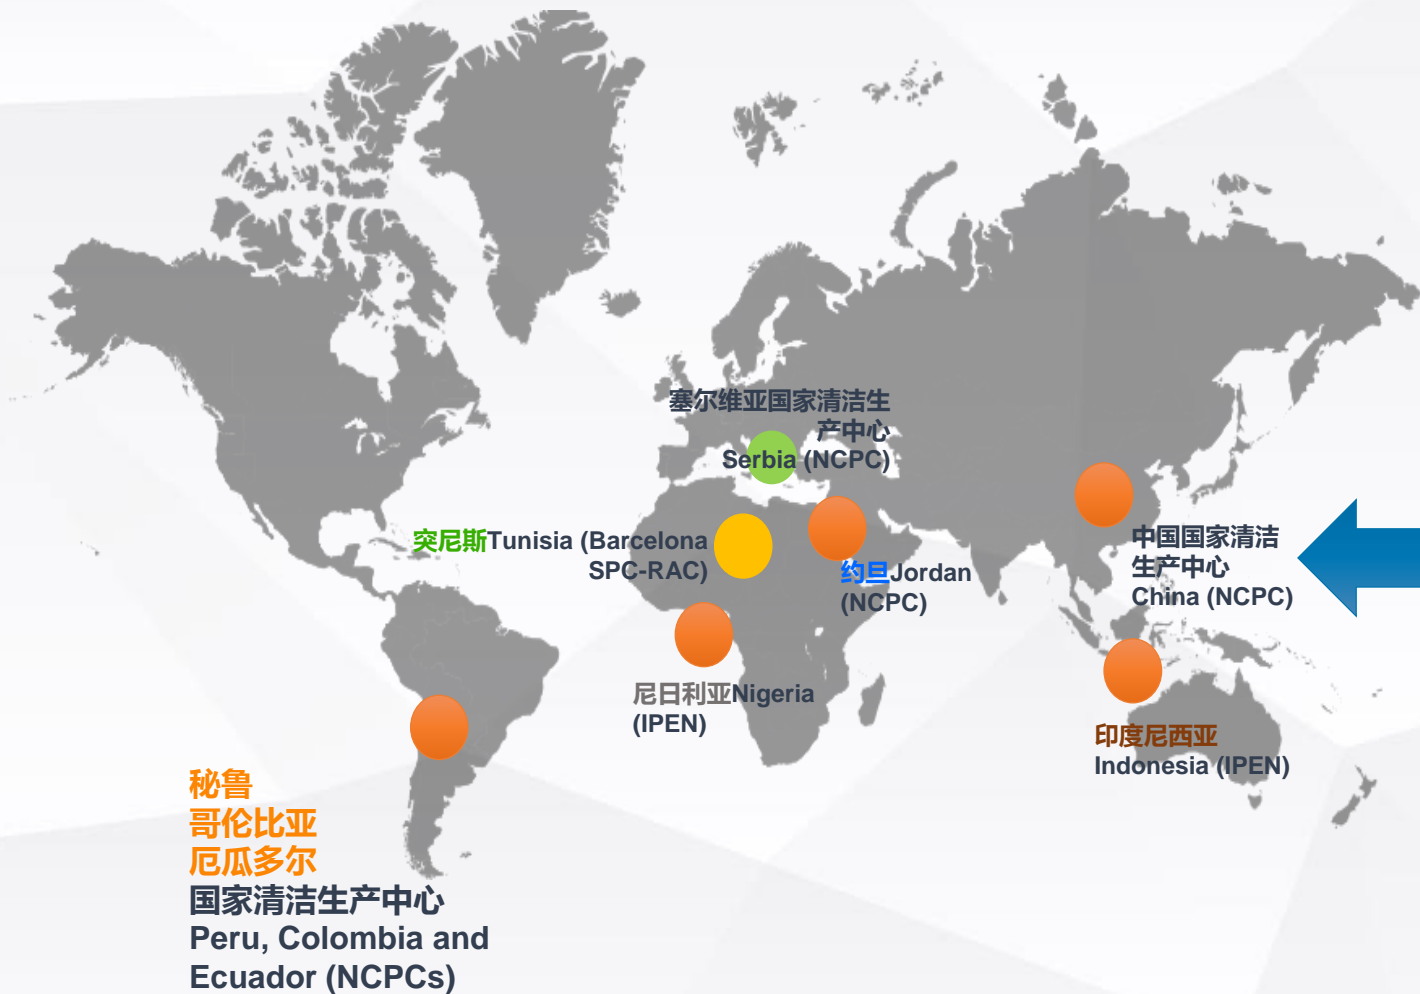 塞尔维亚国家清洁生
产中心
Serbia (NCPC)
突尼斯Tunisia (Barcelona
SPC-RAC)
约旦Jordan
(NCPC)
中国国家清洁
生产中心
China (NCPC)
尼日利亚Nigeria
(IPEN)
印度尼西亚
Indonesia (IPEN)
秘鲁
哥伦比亚
厄瓜多尔
国家清洁生产中心
Peru, Colombia and
Ecuador (NCPCs)